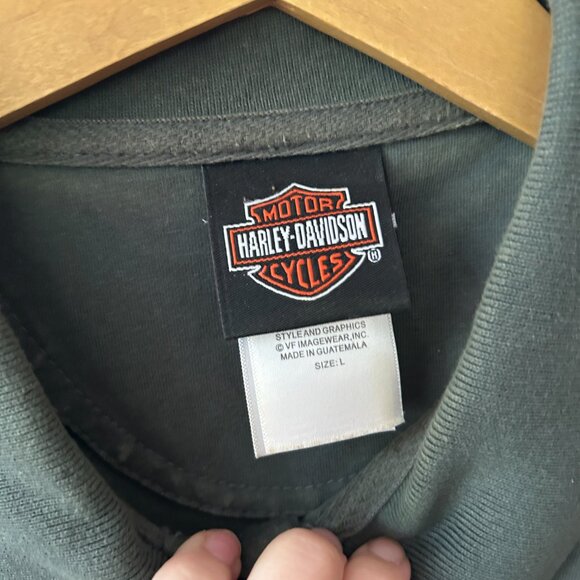 MOTOR
HARLEY-DAVIDSON
CYCLES
®
STYLE AND GRAPHICS
© VF IMAGEWEAR, INC.
MADE IN GUATEMALA
SIZE: L